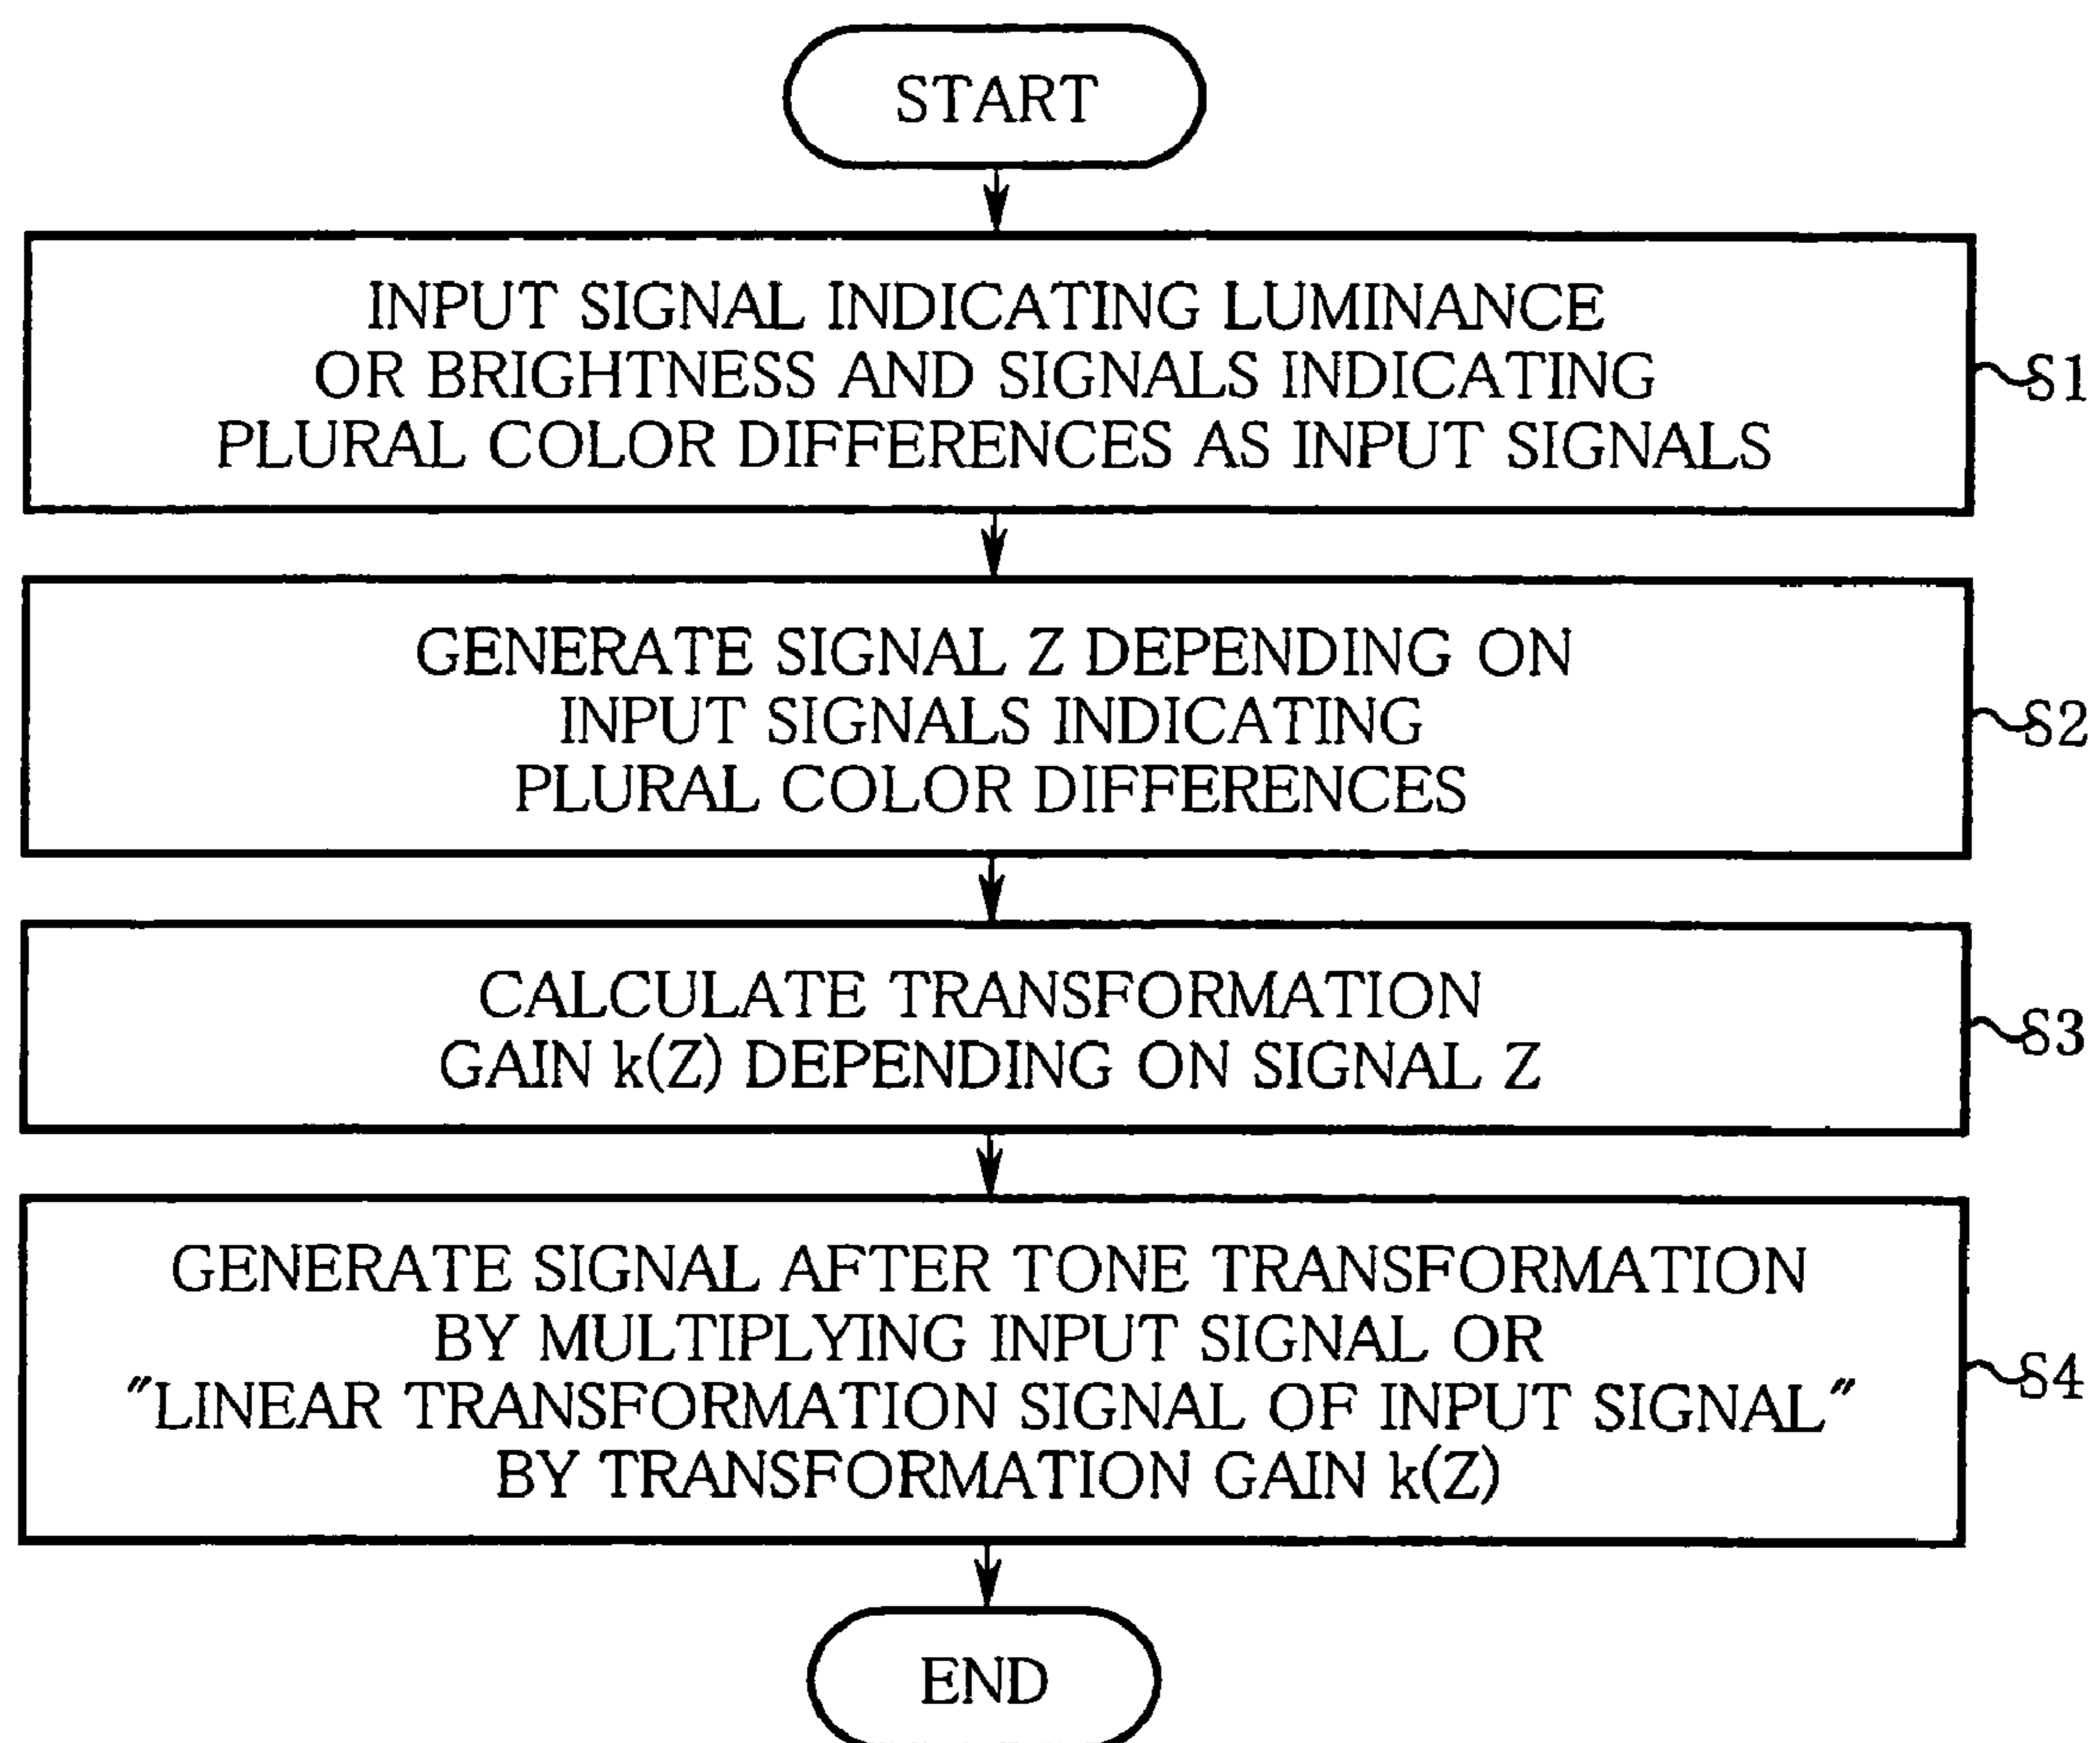 START
INPUT SIGNAL INDICATING LUMINANCE
OR BRIGHTNESS AND SIGNALS INDICATING
PLURAL COLOR DIFFERENCES AS INPUT SIGNALS
S1
GENERATE SIGNAL Z DEPENDING ON
INPUT SIGNALS INDICATING
PLURAL COLOR DIFFERENCES
S2
CALCULATE TRANSFORMATION
GAIN k(Z) DEPENDING ON SIGNAL Z
S3
GENERATE SIGNAL AFTER TONE TRANSFORMATION
BY MULTIPLYING INPUT SIGNAL OR
"LINEAR TRANSFORMATION SIGNAL OF INPUT SIGNAL"
BY TRANSFORMATION GAIN k(Z)
S4
END